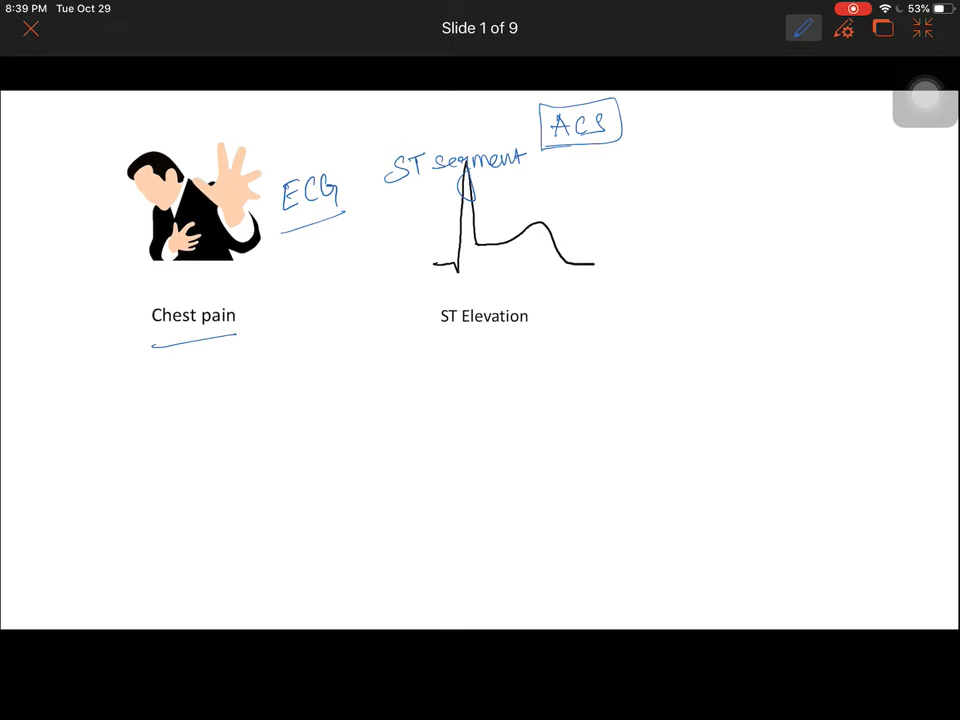 8:39 PM Tue Oct 29
53%
Slide 1 of 9
ACS
ST segment
ECG
Chest pain
ST Elevation